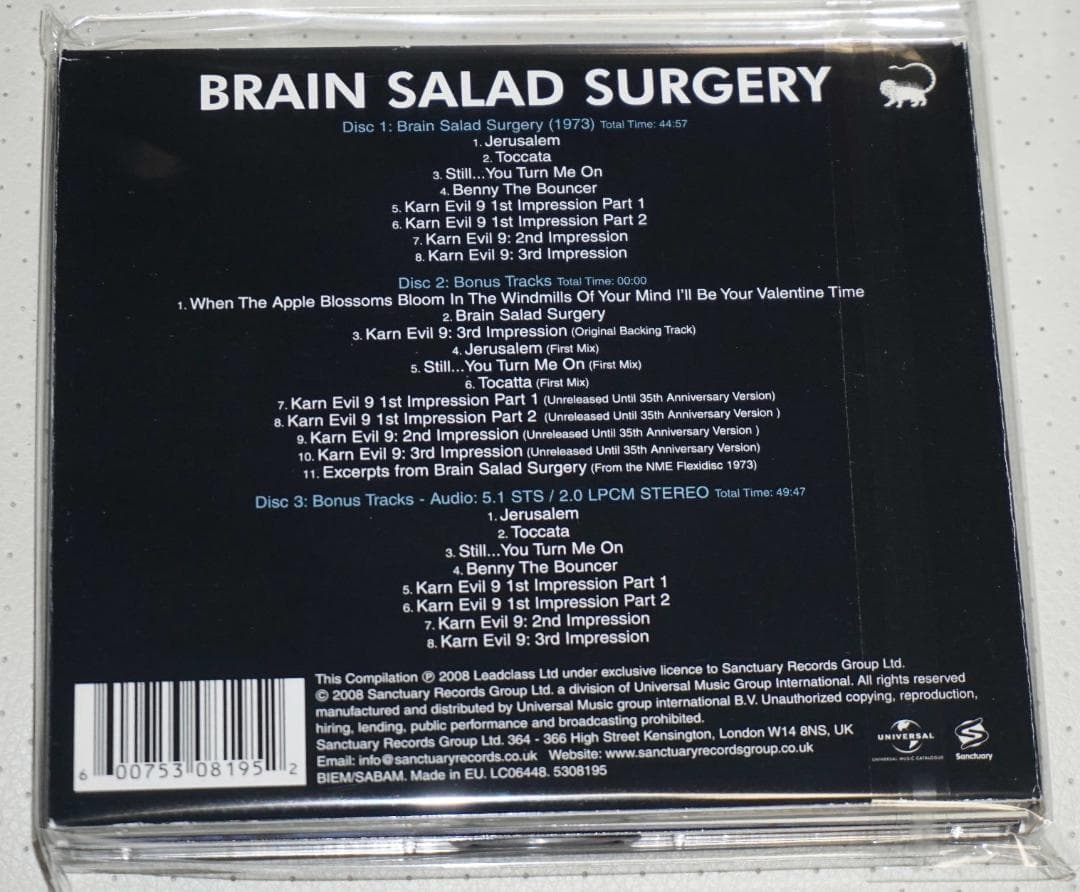 BRAIN SALAD SURGERY
Disc 1: Brain Salad Surgery (1973) Total Time: 44:57
1. Jerusalem
2. Toccata
3. Still...You Turn Me On
4. Benny The Bouncer
5. Karn Evil 9 1st Impression Part 1
6. Karn Evil 9 1st Impression Part 2
7. Karn Evil 9: 2nd Impression
8. Karn Evil 9: 3rd Impression
Disc 2: Bonus Tracks Total Time: 00:00
1. When The Apple Blossoms Bloom In The Windmills Of Your Mind I'll Be Your Valentine Time
2. Brain Salad Surgery
3. Karn Evil 9: 3rd Impression (Original Backing Track)
4. Jerusalem (First Mix)
5. Still...You Turn Me On (First Mix)
6. Tocatta (First Mix)
7. Karn Evil 9 1st Impression Part 1 (Unreleased Until 35th Anniversary Version)
8. Karn Evil 9 1st Impression Part 2 (Unreleased Until 35th Anniversary Version )
9. Karn Evil 9: 2nd Impression (Unreleased Until 35th Anniversary Version )
10. Karn Evil 9: 3rd Impression (Unreleased Until 35th Anniversary Version)
11. Excerpts from Brain Salad Surgery (From the NME Flexidisc 1973)
Disc 3: Bonus Tracks - Audio: 5.1 STS / 2.0 LPCM STEREO Total Time: 49:47
1. Jerusalem
2. Toccata
3. Still...You Turn Me On
4. Benny The Bouncer
5. Karn Evil 9 1st Impression Part 1
6. Karn Evil 9 1st Impression Part 2
7. Karn Evil 9: 2nd Impression
8. Karn Evil 9: 3rd Impression
This Compilation ℗ 2008 Leadclass Ltd under exclusive licence to Sanctuary Records Group Ltd.
© 2008 Sanctuary Records Group Ltd. a division of Universal Music Group International. All rights reserved
manufactured and distributed by Universal Music group international B.V. Unauthorized copying, reproduction,
hiring, lending, public performance and broadcasting prohibited.
Sanctuary Records Group Ltd. 364 - 366 High Street Kensington, London W14 8NS, UK
Email: info@sanctuaryrecords.co.uk Website: www.sanctuaryrecordsgroup.co.uk
BIEM/SABAM. Made in EU. LC06448. 5308195
6 00753 08195 2
UNIVERSAL
UNIVERSAL MUSIC CATALOGUE
Sanctuary